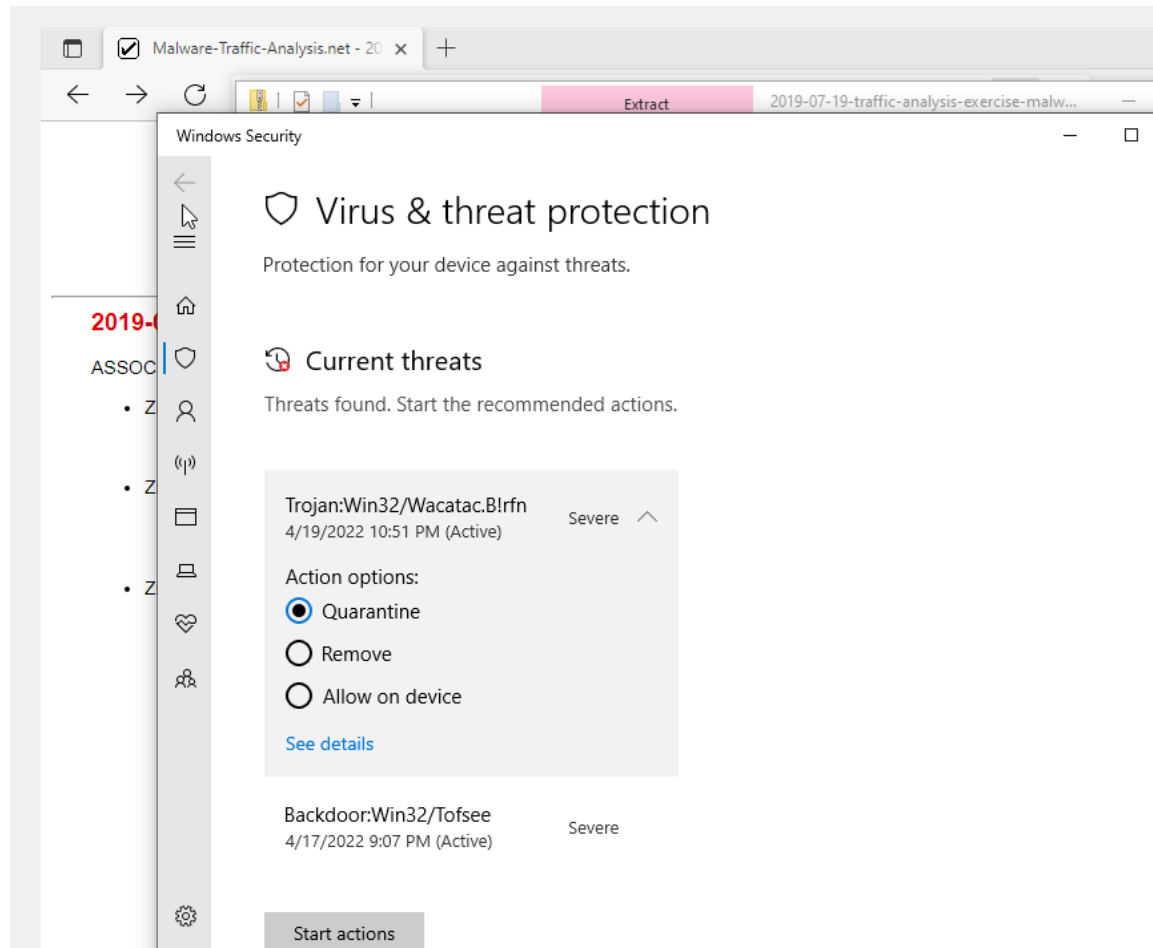 Malware-Traffic-Analysis.net - 20
Extract
2019-07-19-traffic-analysis-exercise-malw...
Windows Security
Virus & threat protection
Protection for your device against threats.
2019-0
ASSOC
Current threats
Threats found. Start the recommended actions.
• Z
• Z
• Z
Trojan:Win32/Wacatac.B!rfn
Severe
4/19/2022 10:51 PM (Active)
Action options:
Quarantine
Remove
Allow on device
See details
Backdoor:Win32/Tofsee
Severe
4/17/2022 9:07 PM (Active)
Start actions